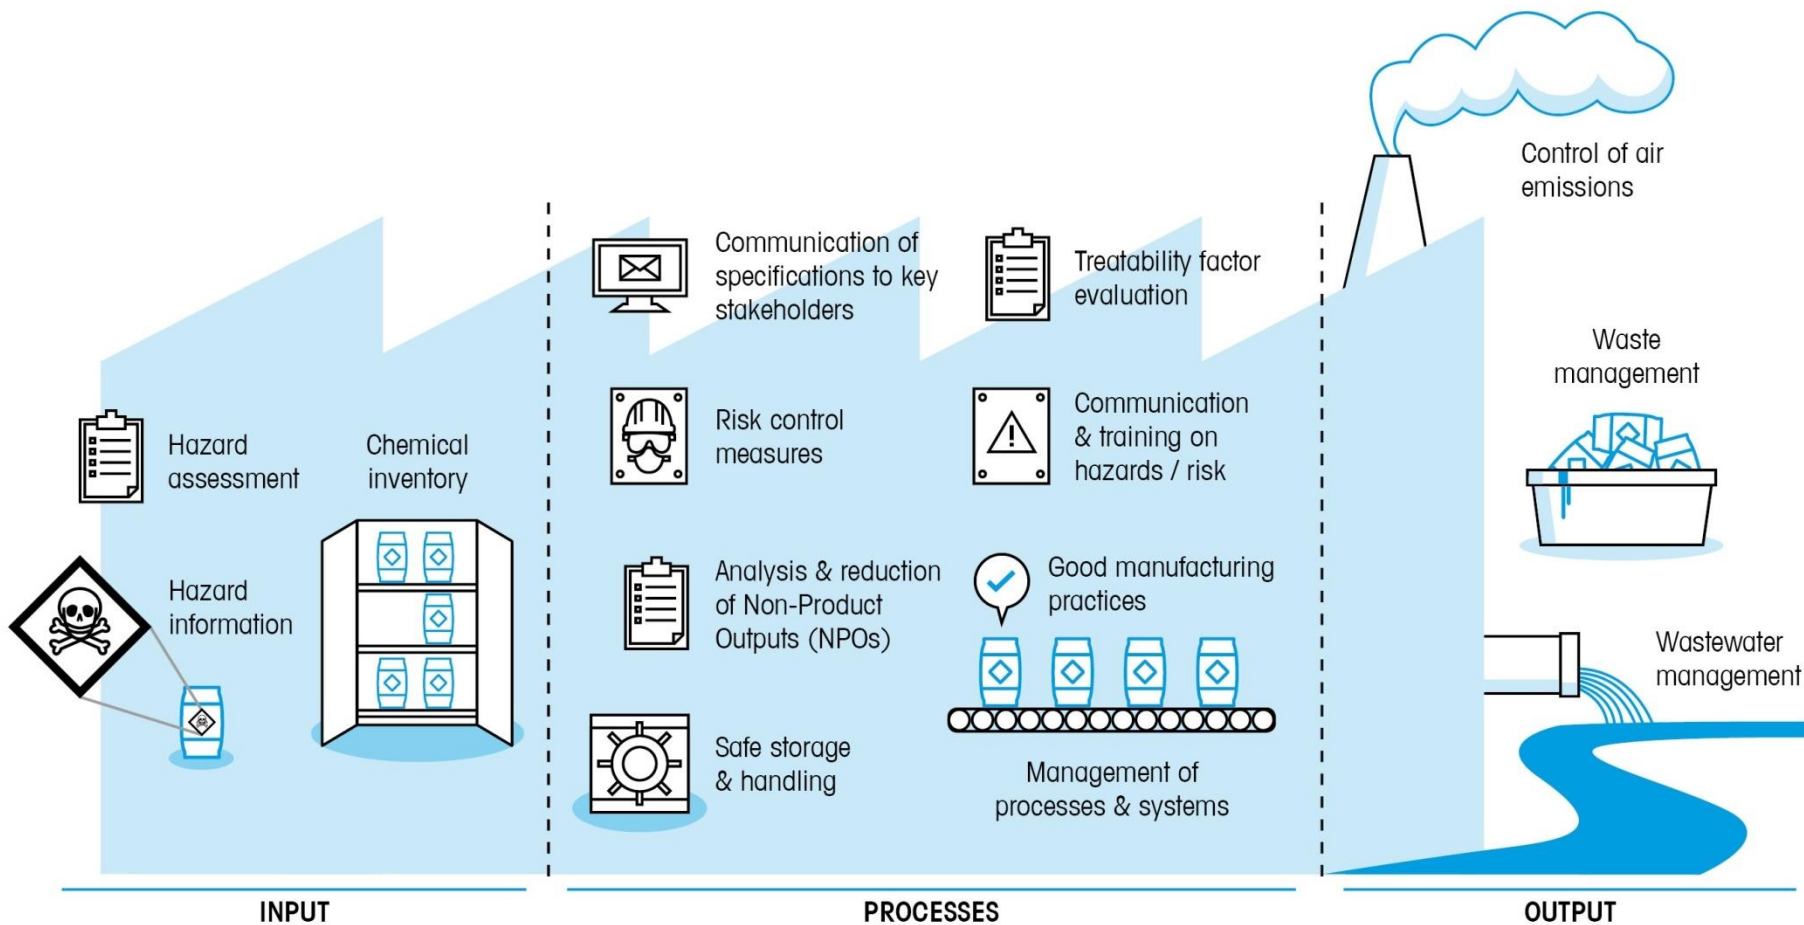 Control of air
emissions
Communication of
specifications to key
stakeholders
Treatability factor
evaluation
Waste
management
Risk control
measures
Communication
& training on
hazards / risk
Hazard
assessment
Chemical
inventory
Analysis & reduction
of Non-Product
Outputs (NPOs)
Good manufacturing
practices
Hazard
information
Wastewater
management
Safe storage
& handling
Management of
processes & systems
INPUT
PROCESSES
OUTPUT